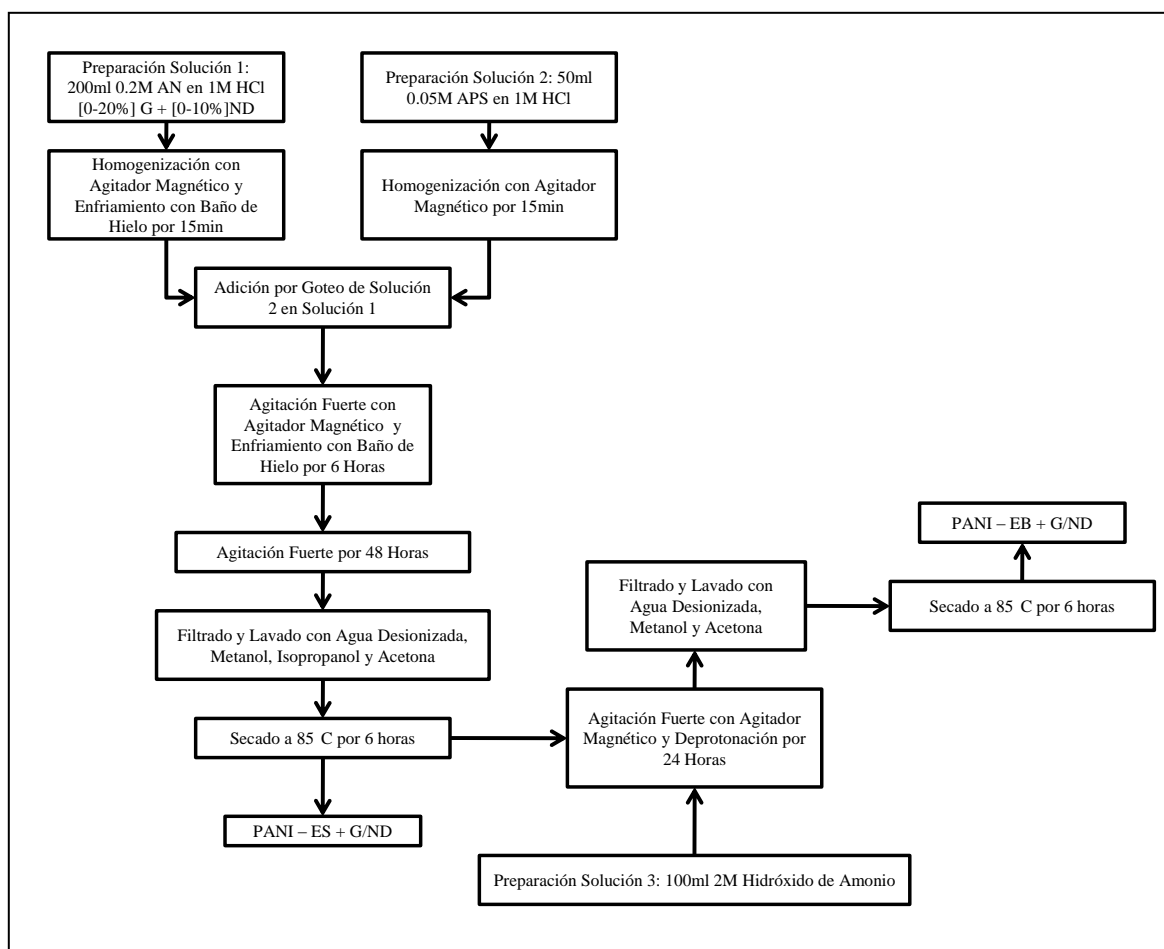 Preparación Solución 1:
200ml 0.2M AN en 1M HCl
[0-20%] G + [0-10%]ND
Preparación Solución 2: 50ml
0.05M APS en 1M HCl
Homogenización con
Agitador Magnético y
Enfriamiento con Baño de
Hielo por 15min
Homogenización con Agitador
Magnético por 15min
Adición por Goteo de Solución
2 en Solución 1
Agitación Fuerte con
Agitador Magnético y
Enfriamiento con Baño de
Hielo por 6 Horas
Agitación Fuerte por 48 Horas
Filtrado y Lavado con Agua Desionizada,
Metanol, Isopropanol y Acetona
Secado a 85 C por 6 horas
PANI – ES + G/ND
Preparación Solución 3: 100ml 2M Hidróxido de Amonio
Agitación Fuerte con Agitador
Magnético y Deprotonación por
24 Horas
Filtrado y Lavado con
Agua Desionizada,
Metanol y Acetona
Secado a 85 C por 6 horas
PANI – EB + G/ND